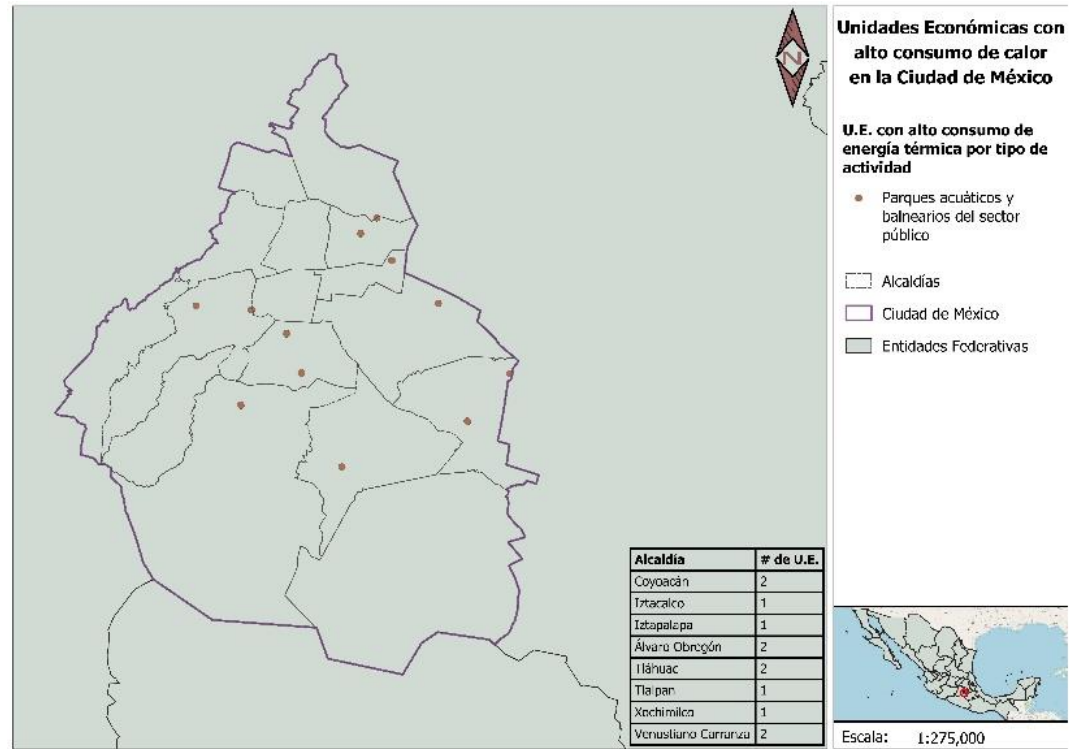 Unidades Económicas con
alto consumo de calor
en la Ciudad de México
U.E. con alto consumo de
energía térmica por tipo de
actividad
Parques acuáticos y
balnearios del sector
público
Alcaldías
Ciudad de México
Entidades Federativas
N
Alcaldía # de U.E.
Coyoacán 2
Iztacalco 1
Iztapalapa 1
Álvaro Obregón 2
Tláhuac 2
Tlalpan 1
Xochimilco 1
Venustiano Carranza 2
Escala: 1:275,000